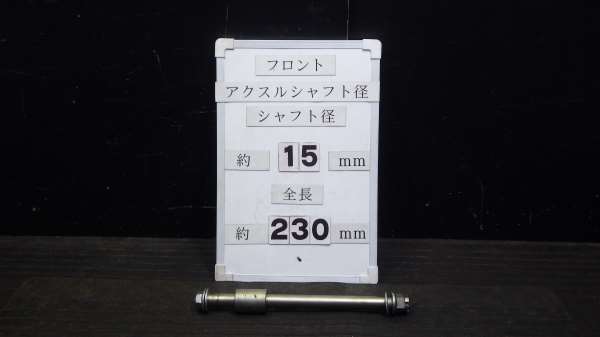 フロント
アクスルシャフト径
シャフト径
約 15 mm
全長
約 230 mm